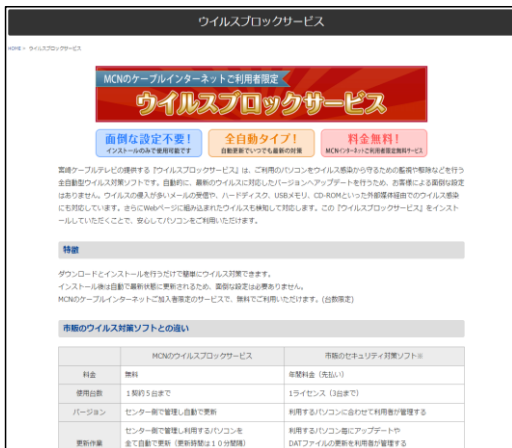 ウイルスブロックサービス
HOME > ウイルスブロックサービス
MCNのケーブルインターネットご利用者限定
ウイルスブロックサービス
面倒な設定不要！
インストールのみで使用可能です
全自動タイプ！
自動更新でいつでも最新の対策
料金無料！
MCNインターネットご利用者限定無料サービス
宮崎ケーブルテレビの提供する『ウイルスブロックサービス』は、ご利用のパソコンをウイルス感染から守るための監視や駆除などを行う
全自動型ウイルス対策ソフトです。自動的に、最新のウイルスに対応したバージョンへアップデートを行うため、お客様による面倒な設定
はありません。ウイルスの侵入が多いメールの受信や、ハードディスク、USBメモリ、CD-ROMといった外部媒体経由でのウイルス感染
にも対応しています。さらにWebページに組み込まれたウイルスも検知して対応します。この『ウイルスブロックサービス』をインスト
ールしていただくことで、安心してパソコンをご利用いただけます。
特徴
ダウンロードとインストールを行うだけで簡単にウイルス対策できます。
インストール後は自動で最新状態に更新されるため、面倒な設定は必要ありません。
MCNのケーブルインターネットご加入者限定のサービスで、無料でご利用いただけます。(台数限定)
市販のウイルス対策ソフトとの違い
MCNのウイルスブロックサービス 市販のセキュリティ対策ソフト※
料金 無料 年間料金（先払い）
使用台数 1契約５台まで 1ライセンス（3台まで）
バージョン センター側で管理し自動で更新 利用するパソコンに合わせて利用者が管理する
更新作業 センター側で管理し利用するパソコンを 利用するパソコン毎にアップデートや
全て自動で更新（更新時間は１０分間隔） DATファイルの更新を利用者が管理する